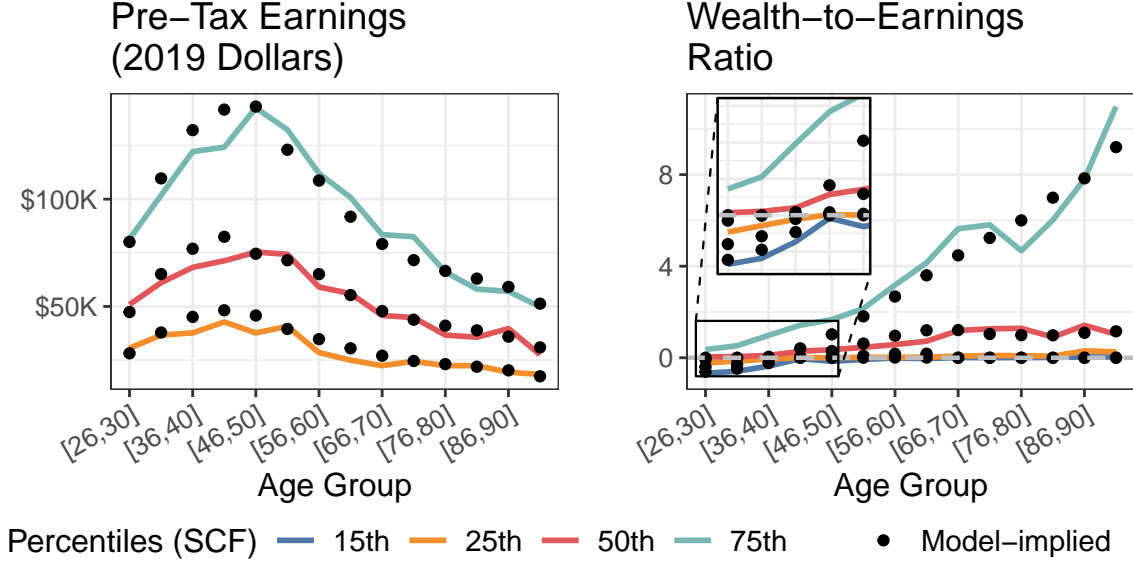 Pre−Tax Earnings
(2019 Dollars)
$100K
$50K
[26,30]
[36,40]
[46,50]
[56,60]
[66,70]
[76,80]
[86,90]
Age Group
Wealth−to−Earnings
Ratio
8
4
0
[26,30]
[36,40]
[46,50]
[56,60]
[66,70]
[76,80]
[86,90]
Age Group
Percentiles (SCF) 15th 25th 50th 75th Model−implied